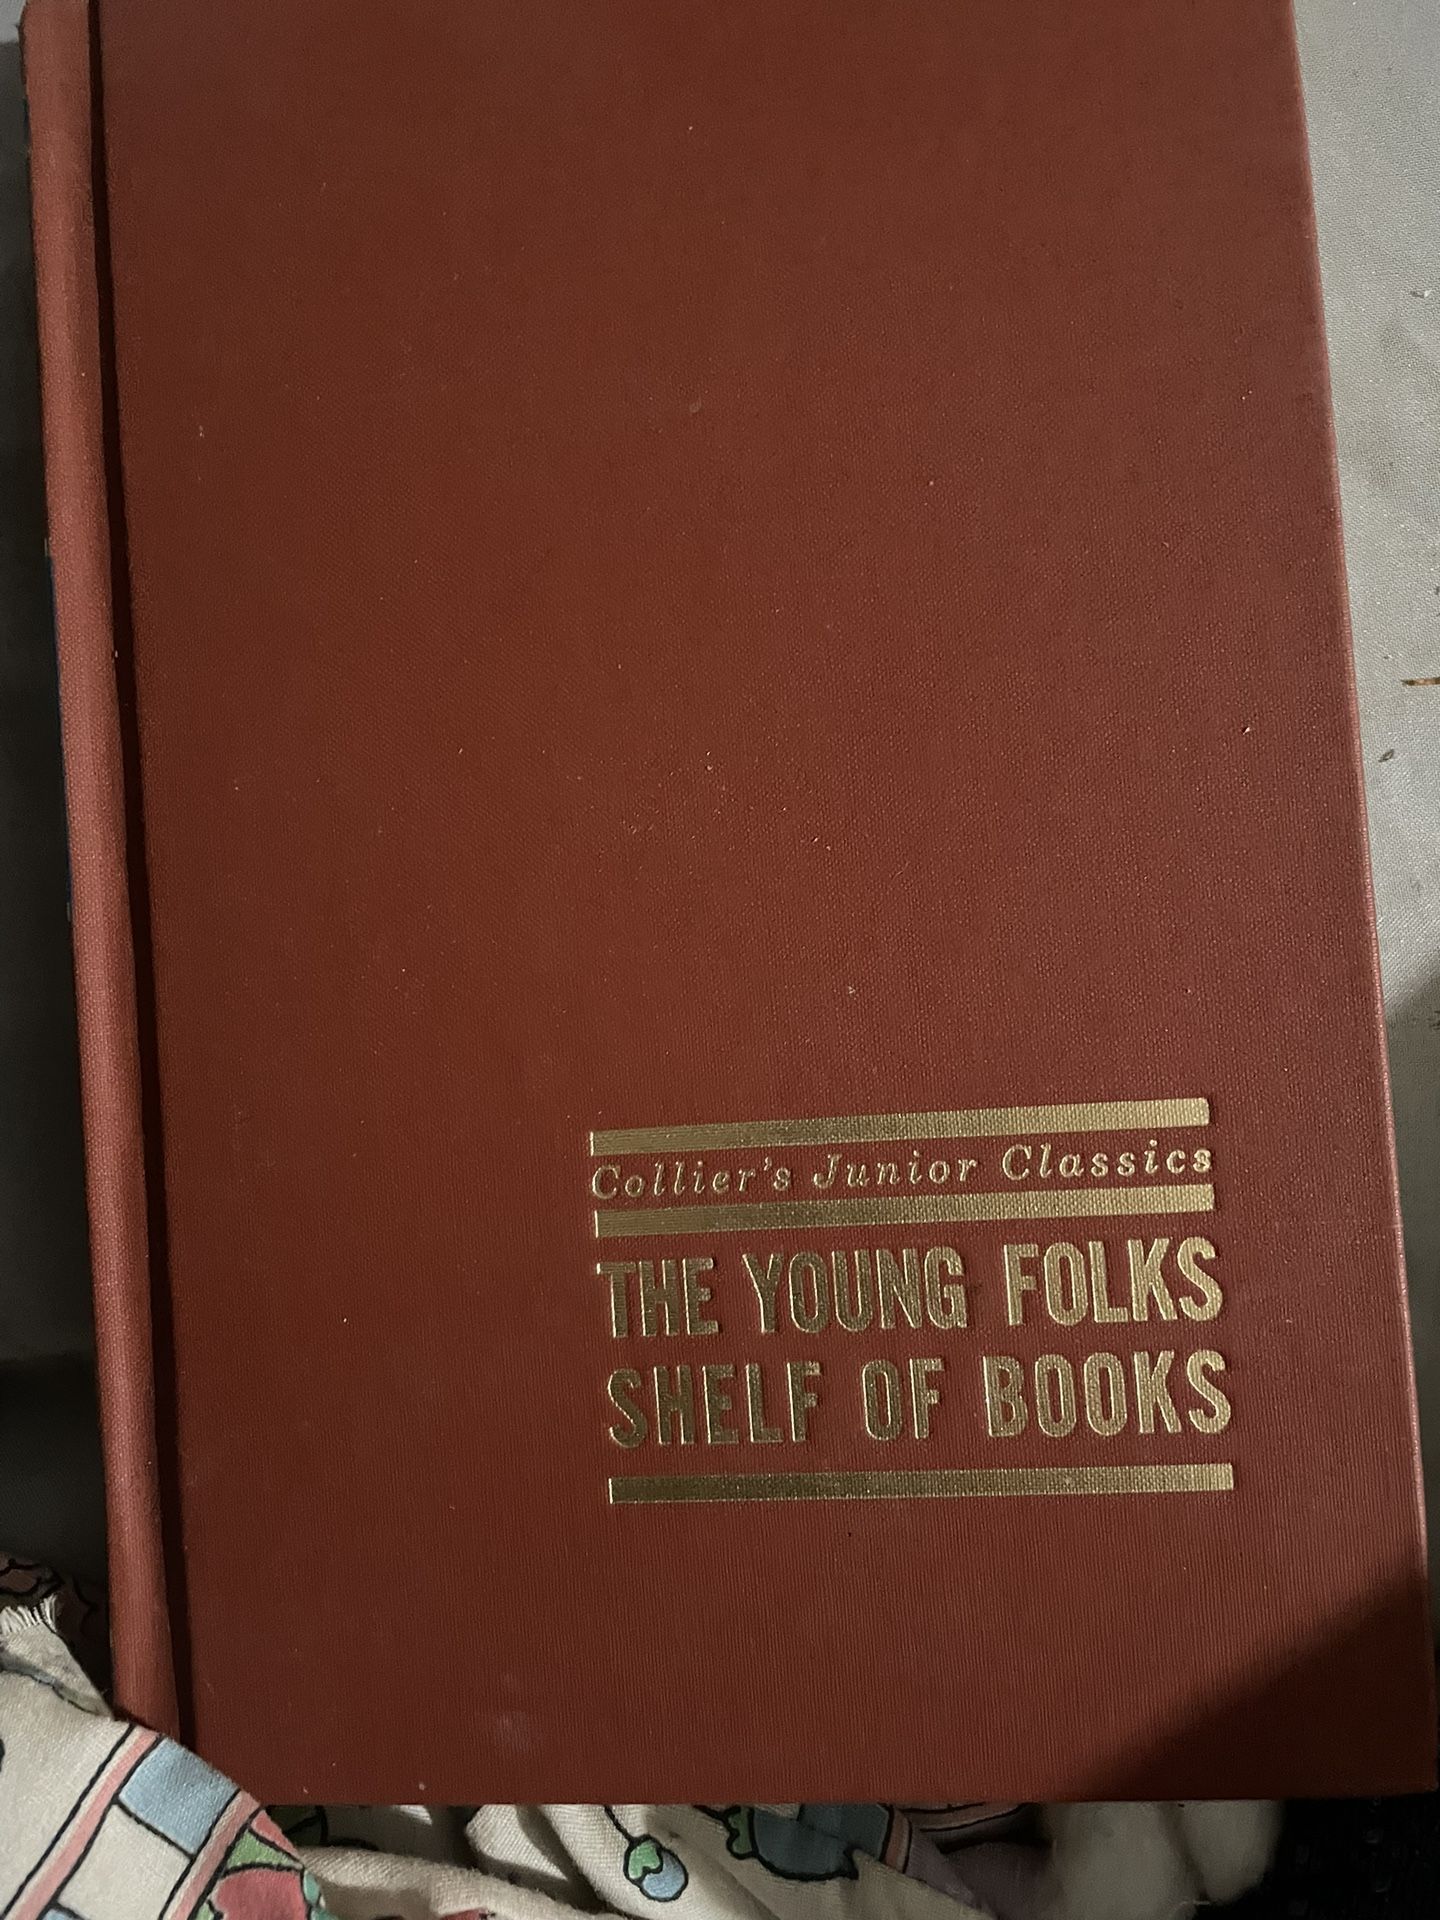 Collier's Junior Classics
THE YOUNG FOLKS
SHELF OF BOOKS